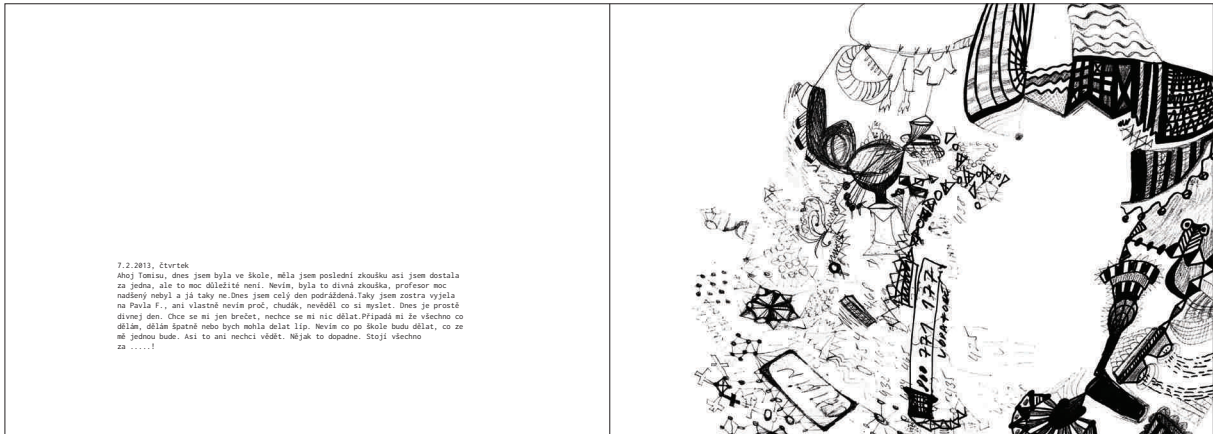 7.2.2013, čtvrtek
Ahoj Tomisu, dnes jsem byla ve škole, měla jsem poslední zkoušku asi jsem dostala
za jedna, ale to moc důležité není. Nevím, byla to divná zkouška, profesor moc
nadšený nebyl a já taky ne.Dnes jsem celý den podrážděná.Taky jsem zostra vyjela
na Pavla F., ani vlastně nevím proč, chudák, nevěděl co si myslet. Dnes je prostě
divnej den. Chce se mi jen brečet, nechce se mi nic dělat.Připadá mi že všechno co
dělám, dělám špatně nebo bych mohla delat líp. Nevím co po škole budu dělat, co ze
mě jednou bude. Asi to ani nechci vědět. Nějak to dopadne. Stojí všechno
za .....!
771 177